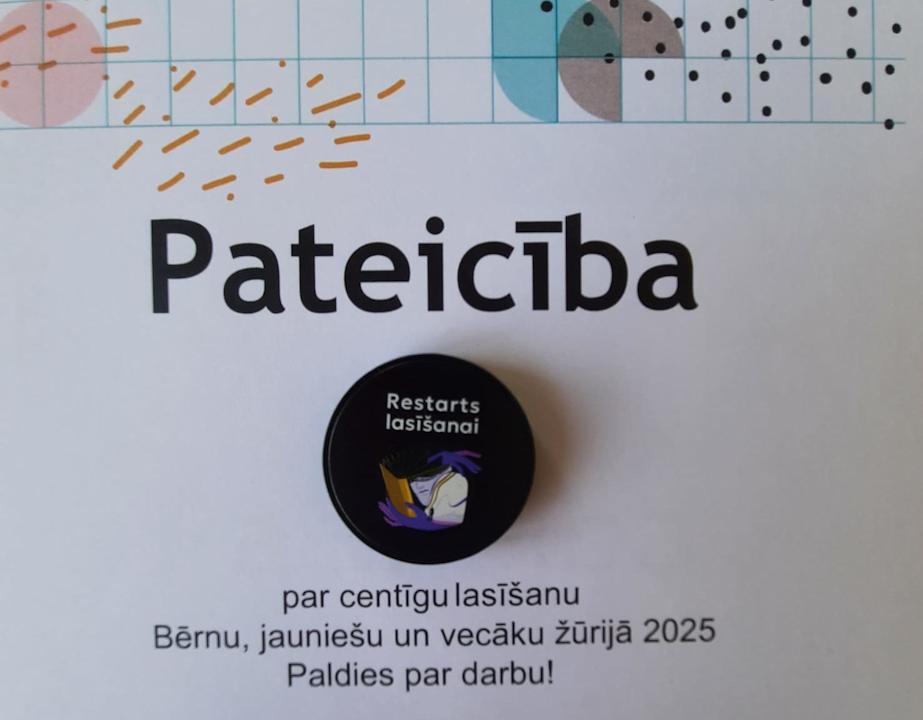 Pateicība
Restarts
lasīšanai
par centīgu lasīšanu
Bērnu, jauniešu un vecāku žūrijā 2025
Paldies par darbu!